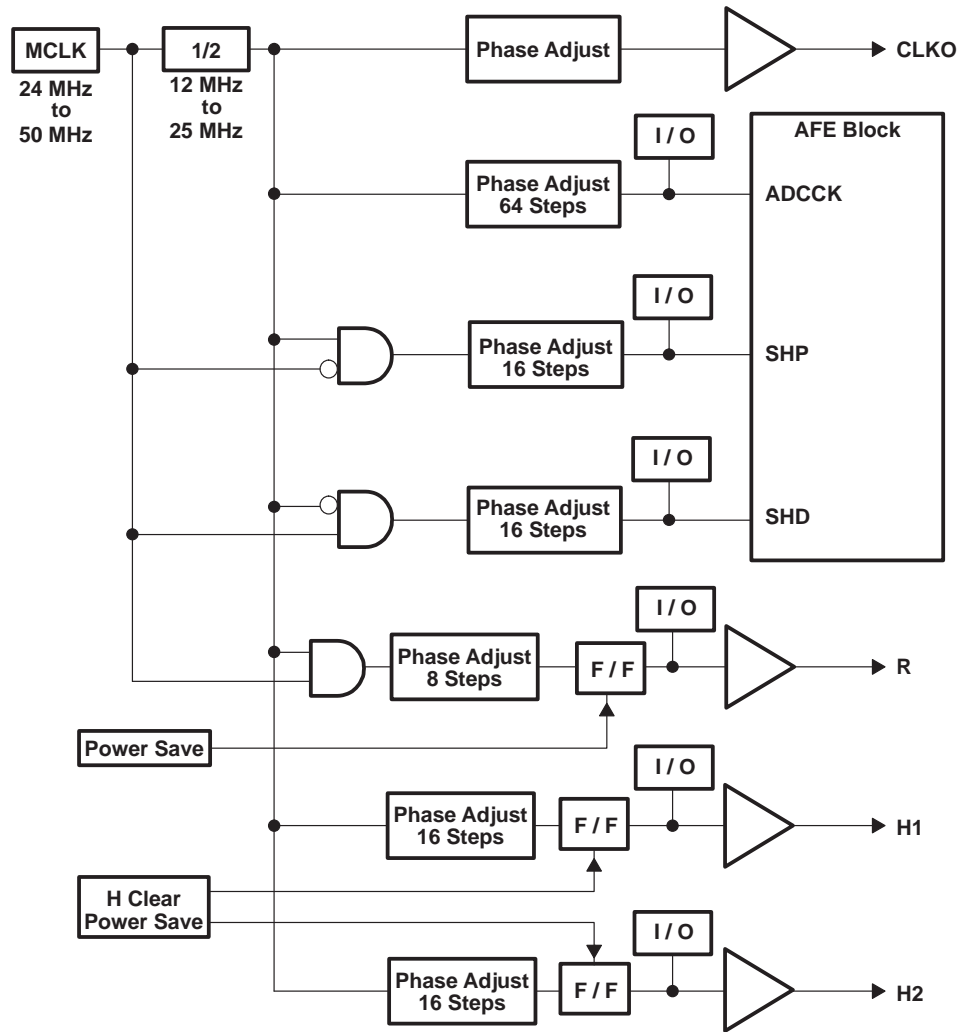 MCLK
1/2
24 MHz
to
50 MHz
12 MHz
to
25 MHz
Phase Adjust
CLKO
AFE Block
I / O
Phase Adjust
64 Steps
ADCCK
I / O
Phase Adjust
16 Steps
SHP
I / O
Phase Adjust
16 Steps
SHD
I / O
Phase Adjust
8 Steps
F / F
R
Power Save
I / O
Phase Adjust
16 Steps
F / F
H1
H Clear
Power Save
I / O
Phase Adjust
16 Steps
F / F
H2